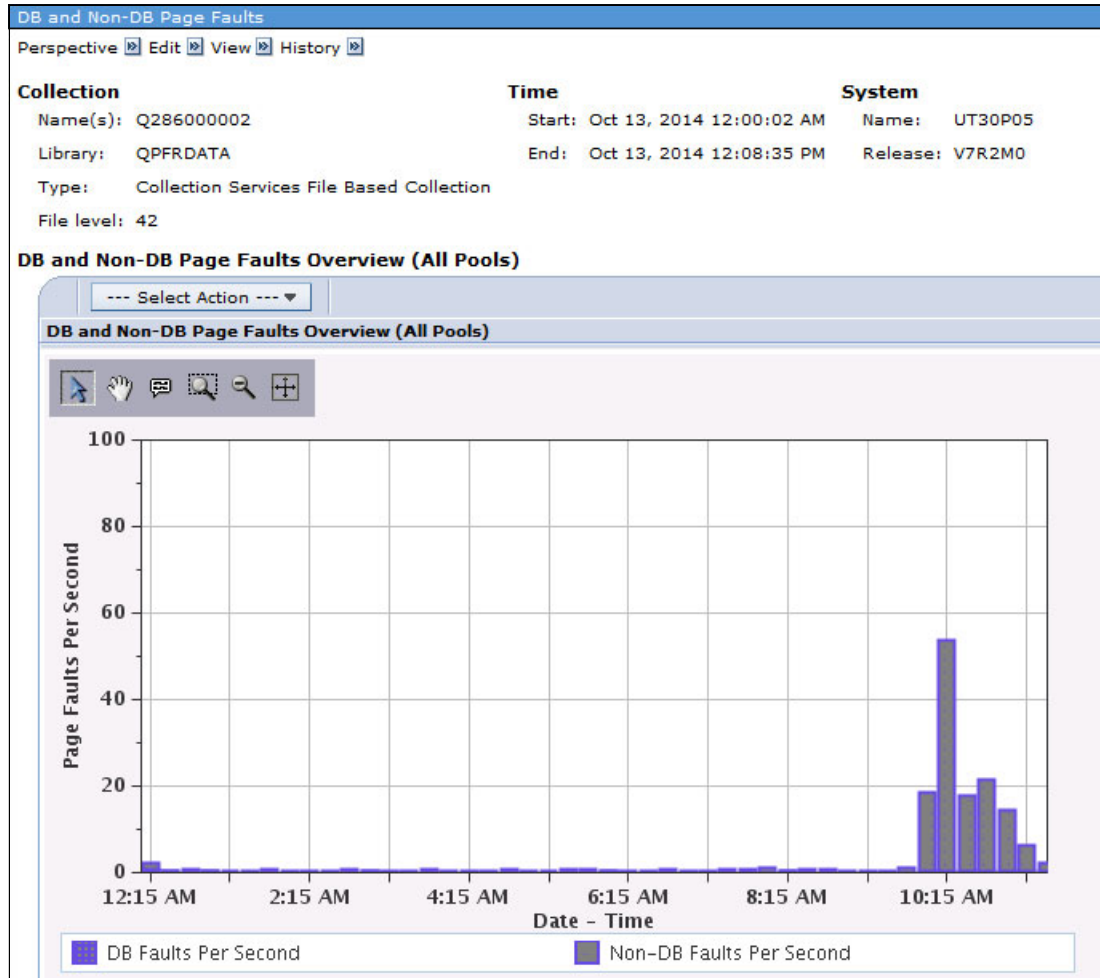 DB and Non-DB Page Faults
Perspective Edit View History
Collection Time System
Name(s): Q286000002 Start: Oct 13, 2014 12:00:02 AM Name: UT30P05
Library: QPFRDATA End: Oct 13, 2014 12:08:35 PM Release: V7R2M0
Type: Collection Services File Based Collection
File level: 42
DB and Non-DB Page Faults Overview (All Pools)
--- Select Action ---
DB and Non-DB Page Faults Overview (All Pools)
100
80
60
40
20
0
Page Faults Per Second
12:15 AM 2:15 AM 4:15 AM 6:15 AM 8:15 AM 10:15 AM
Date – Time
DB Faults Per Second Non-DB Faults Per Second